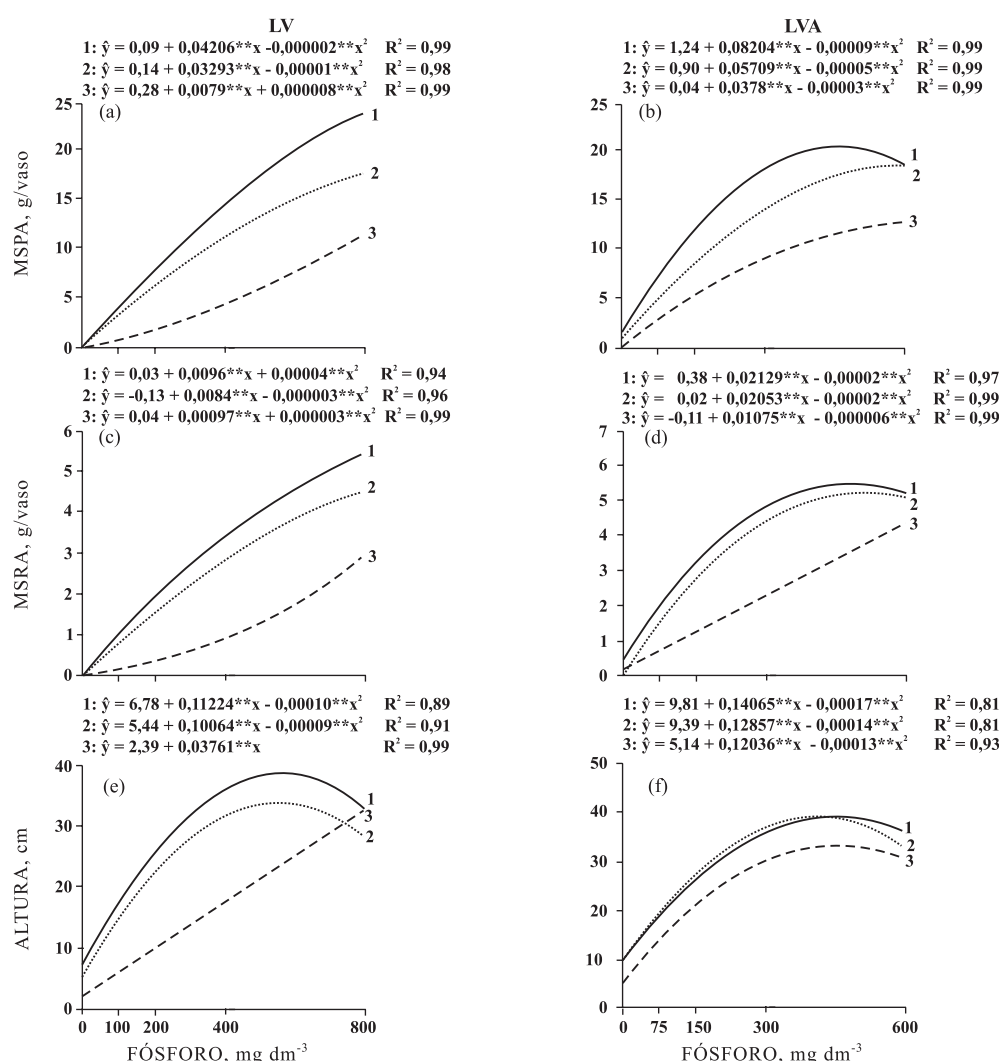 LV
1: ŷ = 0,09 + 0,04206**x -0,000002**x² R² = 0,99
2: ŷ = 0,14 + 0,03293**x - 0,00001**x² R² = 0,98
3: ŷ = 0,28 + 0,0079**x + 0,000008**x² R² = 0,99
(a)
MSPA, g/vaso
25
20
15
10
5
0
1
2
3
LVA
1: ŷ = 1,24 + 0,08204**x - 0,00009**x² R² = 0,99
2: ŷ = 0,90 + 0,05709**x - 0,00005**x² R² = 0,99
3: ŷ = 0,04 + 0,0378**x - 0,00003**x² R² = 0,99
(b)
25
20
15
10
5
0
1
2
3
1: ŷ = 0,03 + 0,0096**x + 0,00004**x² R² = 0,94
2: ŷ = -0,13 + 0,0084**x - 0,000003**x² R² = 0,96
3: ŷ = 0,04 + 0,00097**x + 0,000003**x² R² = 0,99
(c)
MSRA, g/vaso
6
5
4
3
2
1
0
1
2
3
1: ŷ = 0,38 + 0,02129**x - 0,00002**x² R² = 0,97
2: ŷ = 0,02 + 0,02053**x - 0,00002**x² R² = 0,99
3: ŷ = -0,11 + 0,01075**x - 0,000006**x² R² = 0,99
(d)
7
6
5
4
3
2
1
0
1
2
3
1: ŷ = 6,78 + 0,11224**x - 0,00010**x² R² = 0,89
2: ŷ = 5,44 + 0,10064**x - 0,00009**x² R² = 0,91
3: ŷ = 2,39 + 0,03761**x R² = 0,99
(e)
ALTURA, cm
40
30
20
10
0
1
3
2
0 100 200 400 800
FÓSFORO, mg dm⁻³
1: ŷ = 9,81 + 0,14065**x - 0,00017**x² R² = 0,81
2: ŷ = 9,39 + 0,12857**x - 0,00014**x² R² = 0,81
3: ŷ = 5,14 + 0,12036**x - 0,00013**x² R² = 0,93
(f)
50
40
30
20
10
0
1
2
3
0 75 150 300 600
FÓSFORO, mg dm⁻³